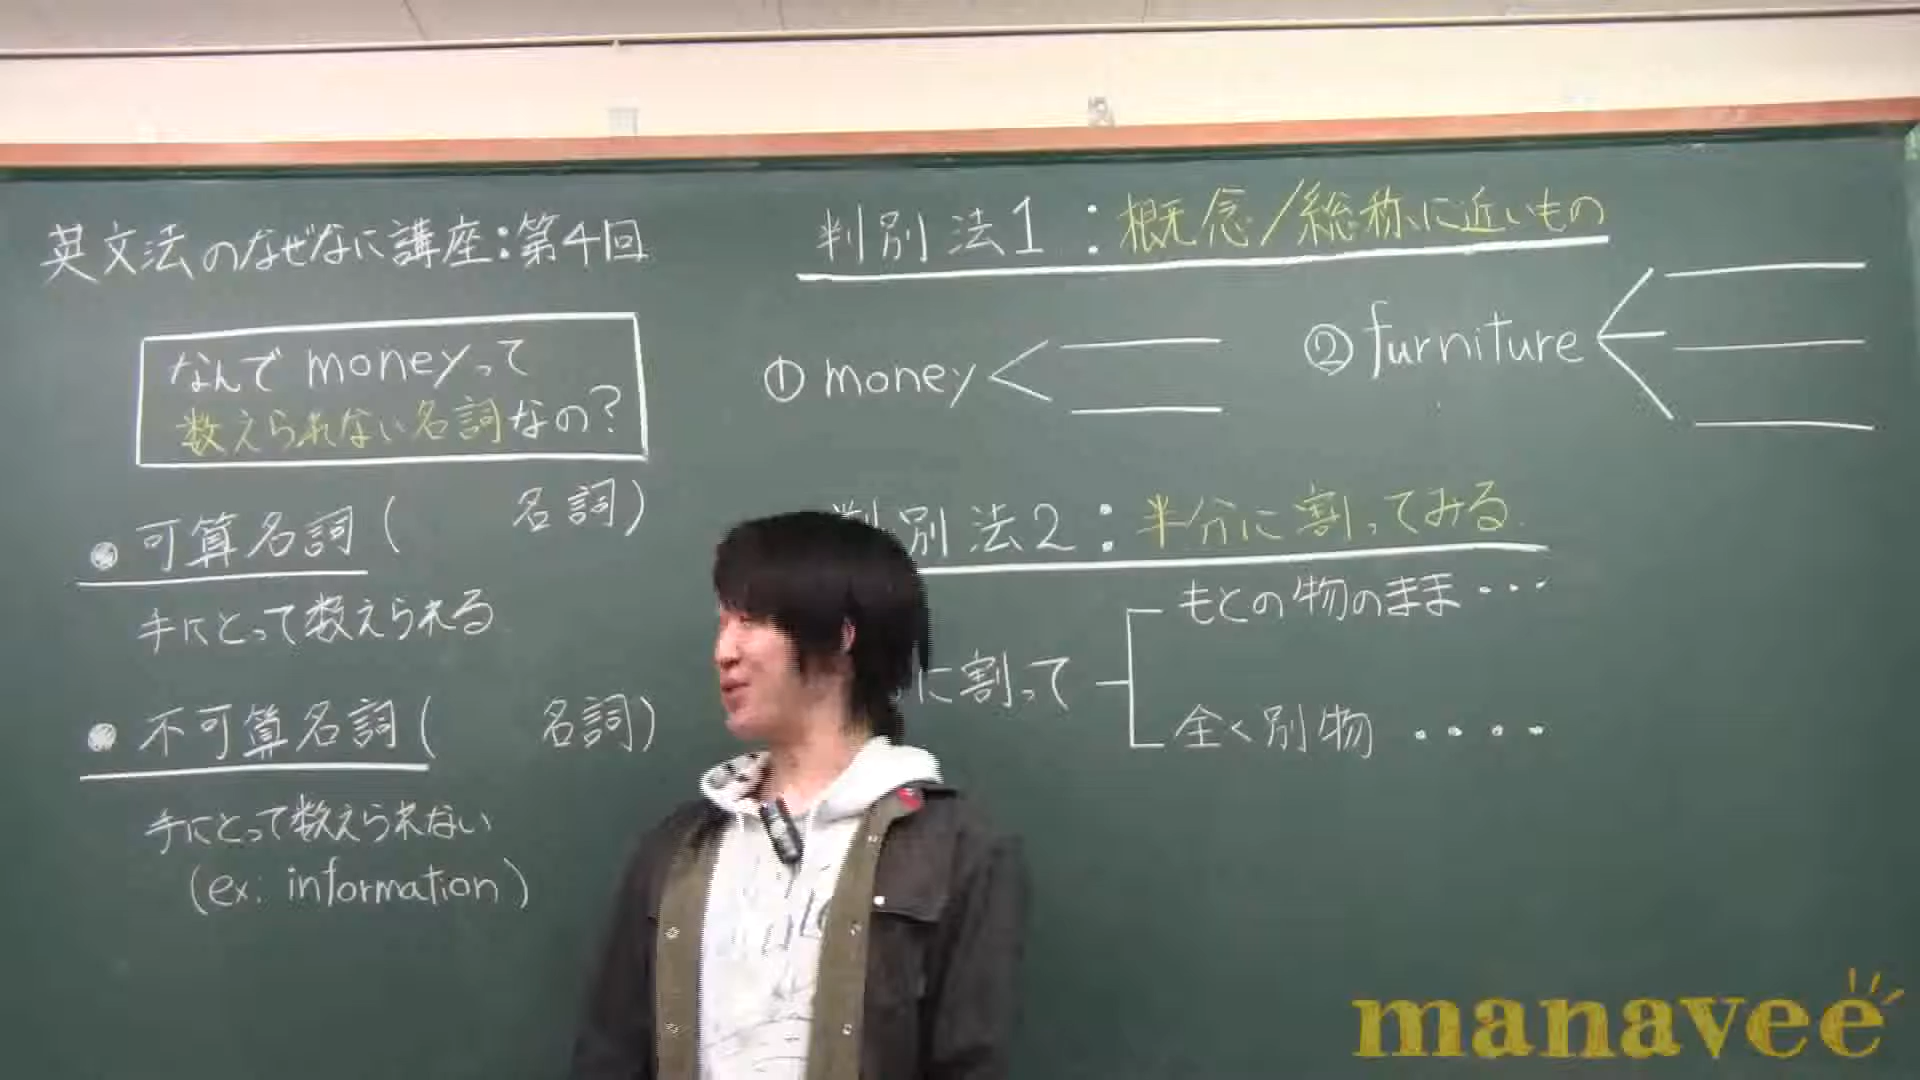 英文法のなぜなに講座：第4回
なんでmoneyって
数えられない名詞なの？
● 可算名詞(　　名詞)
手にとって数えられる
● 不可算名詞(　　名詞)
手にとって数えられない
(ex: information)
判別法1：概念/総称に近いもの
① money
② furniture
判別法2：半分に割ってみる
に割って
もとの物のまま・・・
全く別物 ・・・・
manavee